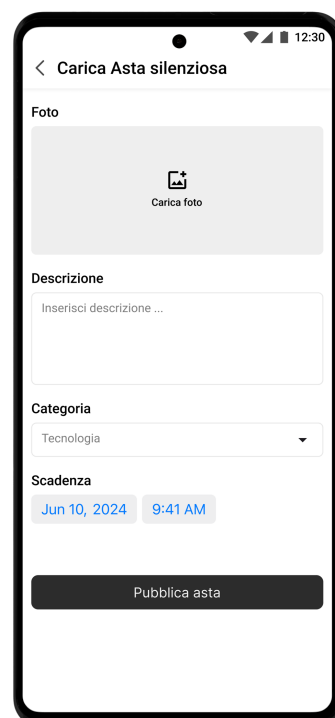 12:30
Carica Asta silenziosa
Foto
Carica foto
Descrizione
Inserisci descrizione ...
Categoria
Tecnologia
Scadenza
Jun 10, 2024 9:41 AM
Pubblica asta